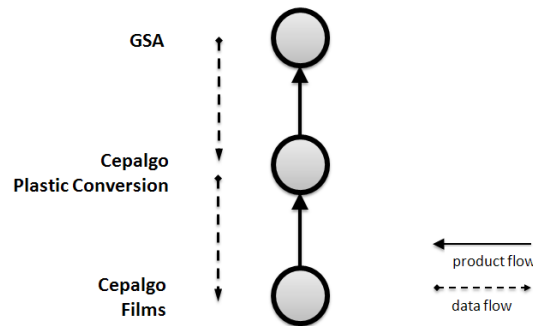 GSA
Cepalgo
Plastic Conversion
Cepalgo
Films
product flow
data flow